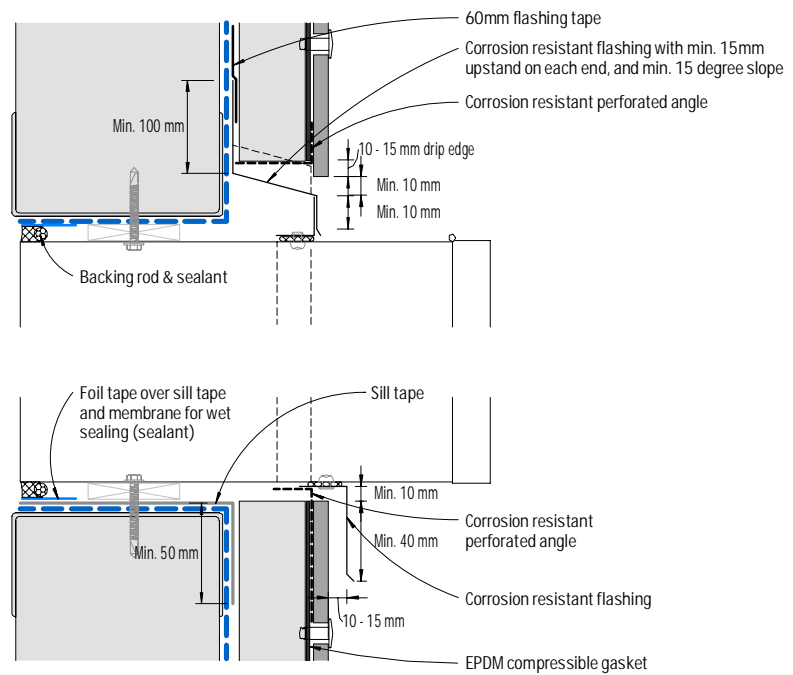 60mm flashing tape
Corrosion resistant flashing with min. 15mm
upstand on each end, and min. 15 degree slope
Corrosion resistant perforated angle
Min. 100 mm
10 - 15 mm drip edge
Min. 10 mm
Min. 10 mm
Backing rod & sealant
Foil tape over sill tape
and membrane for wet
sealing (sealant)
Sill tape
Min. 10 mm
Corrosion resistant
perforated angle
Min. 40 mm
Min. 50 mm
Corrosion resistant flashing
10 - 15 mm
EPDM compressible gasket